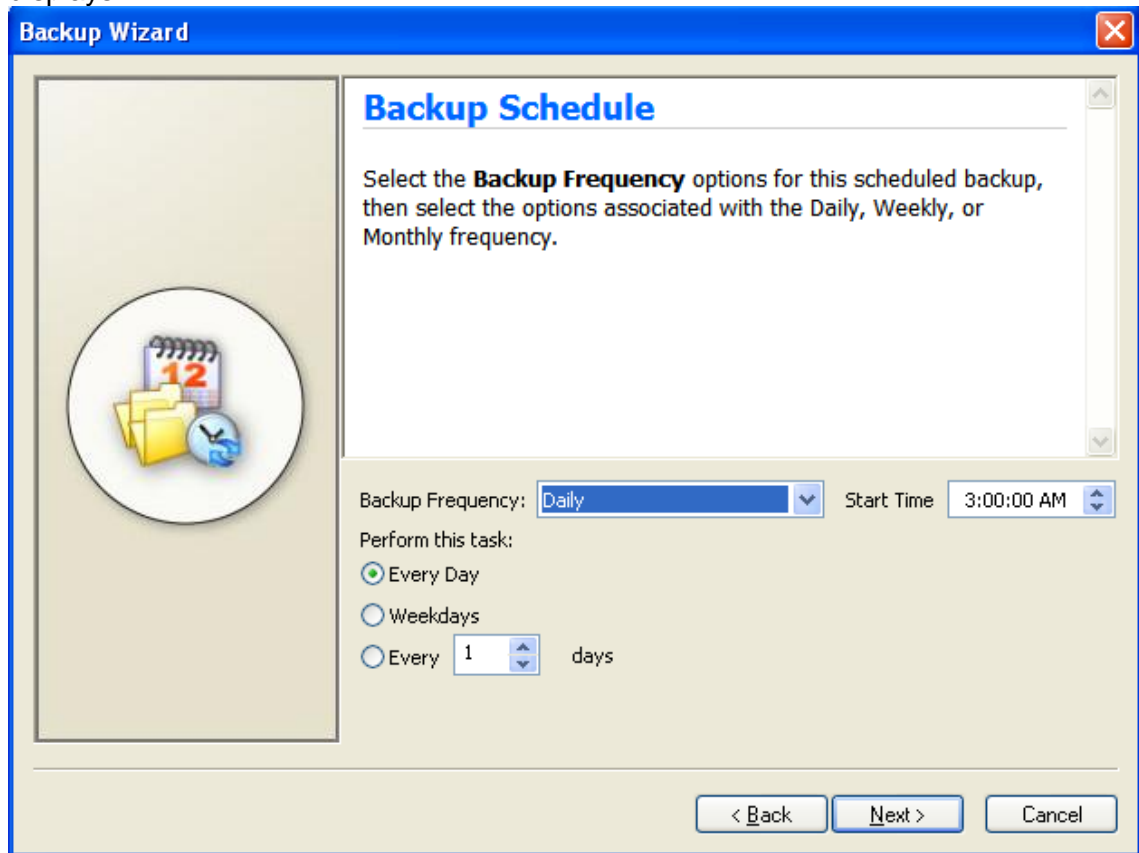 Backup Wizard
Backup Schedule
Select the Backup Frequency options for this scheduled backup,
then select the options associated with the Daily, Weekly, or
Monthly frequency.
12
Backup Frequency: Daily Start Time 3:00:00 AM
Perform this task:
Every Day
Weekdays
Every 1 days
< Back Next > Cancel